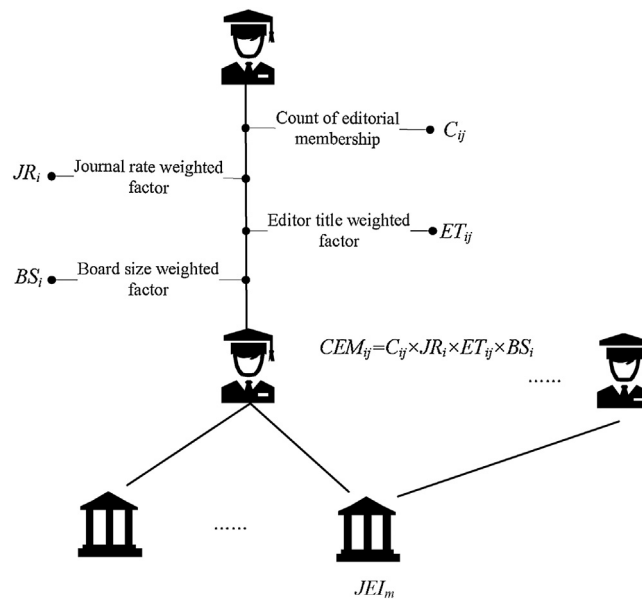 Count of editorial
membership
C_ij
JR_i
Journal rate weighted
factor
Editor title weighted
factor
ET_ij
BS_i
Board size weighted
factor
CEM_ij=C_ij×JR_i×ET_ij×BS_i
......
......
JEI_m